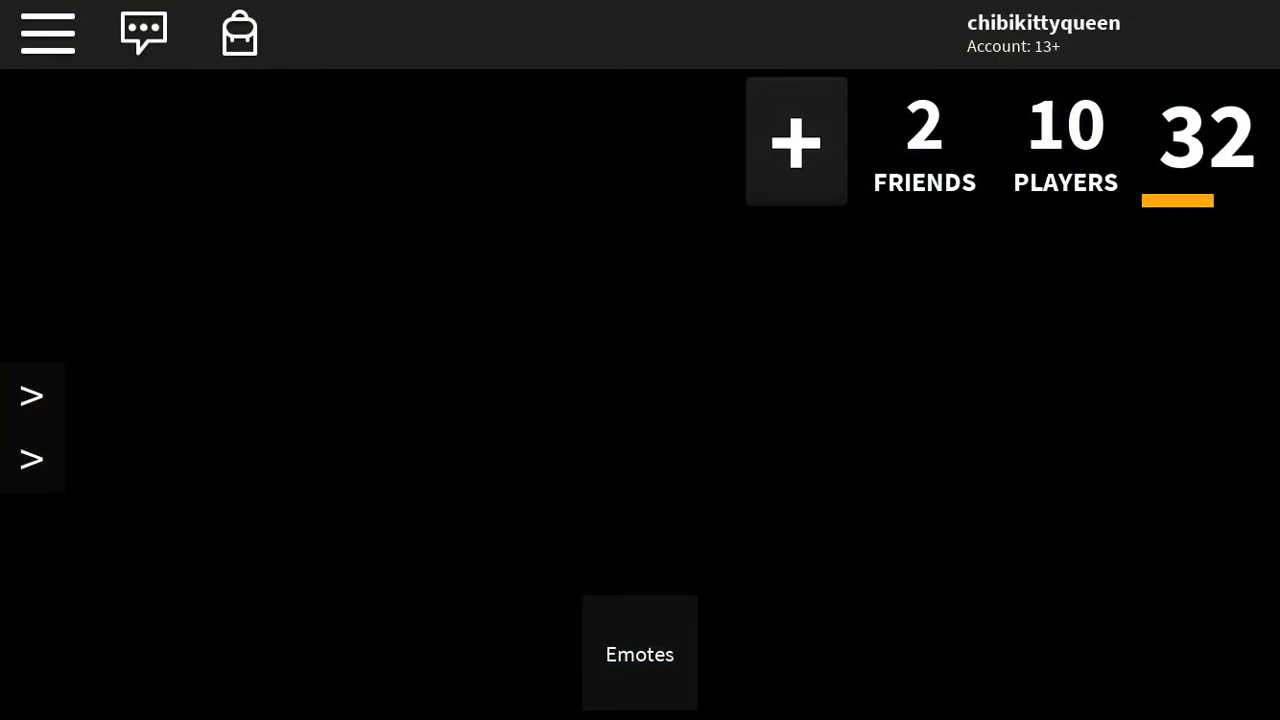 chibikittyqueen
Account: 13+
+
2
FRIENDS
10
PLAYERS
32
>
>
Emotes